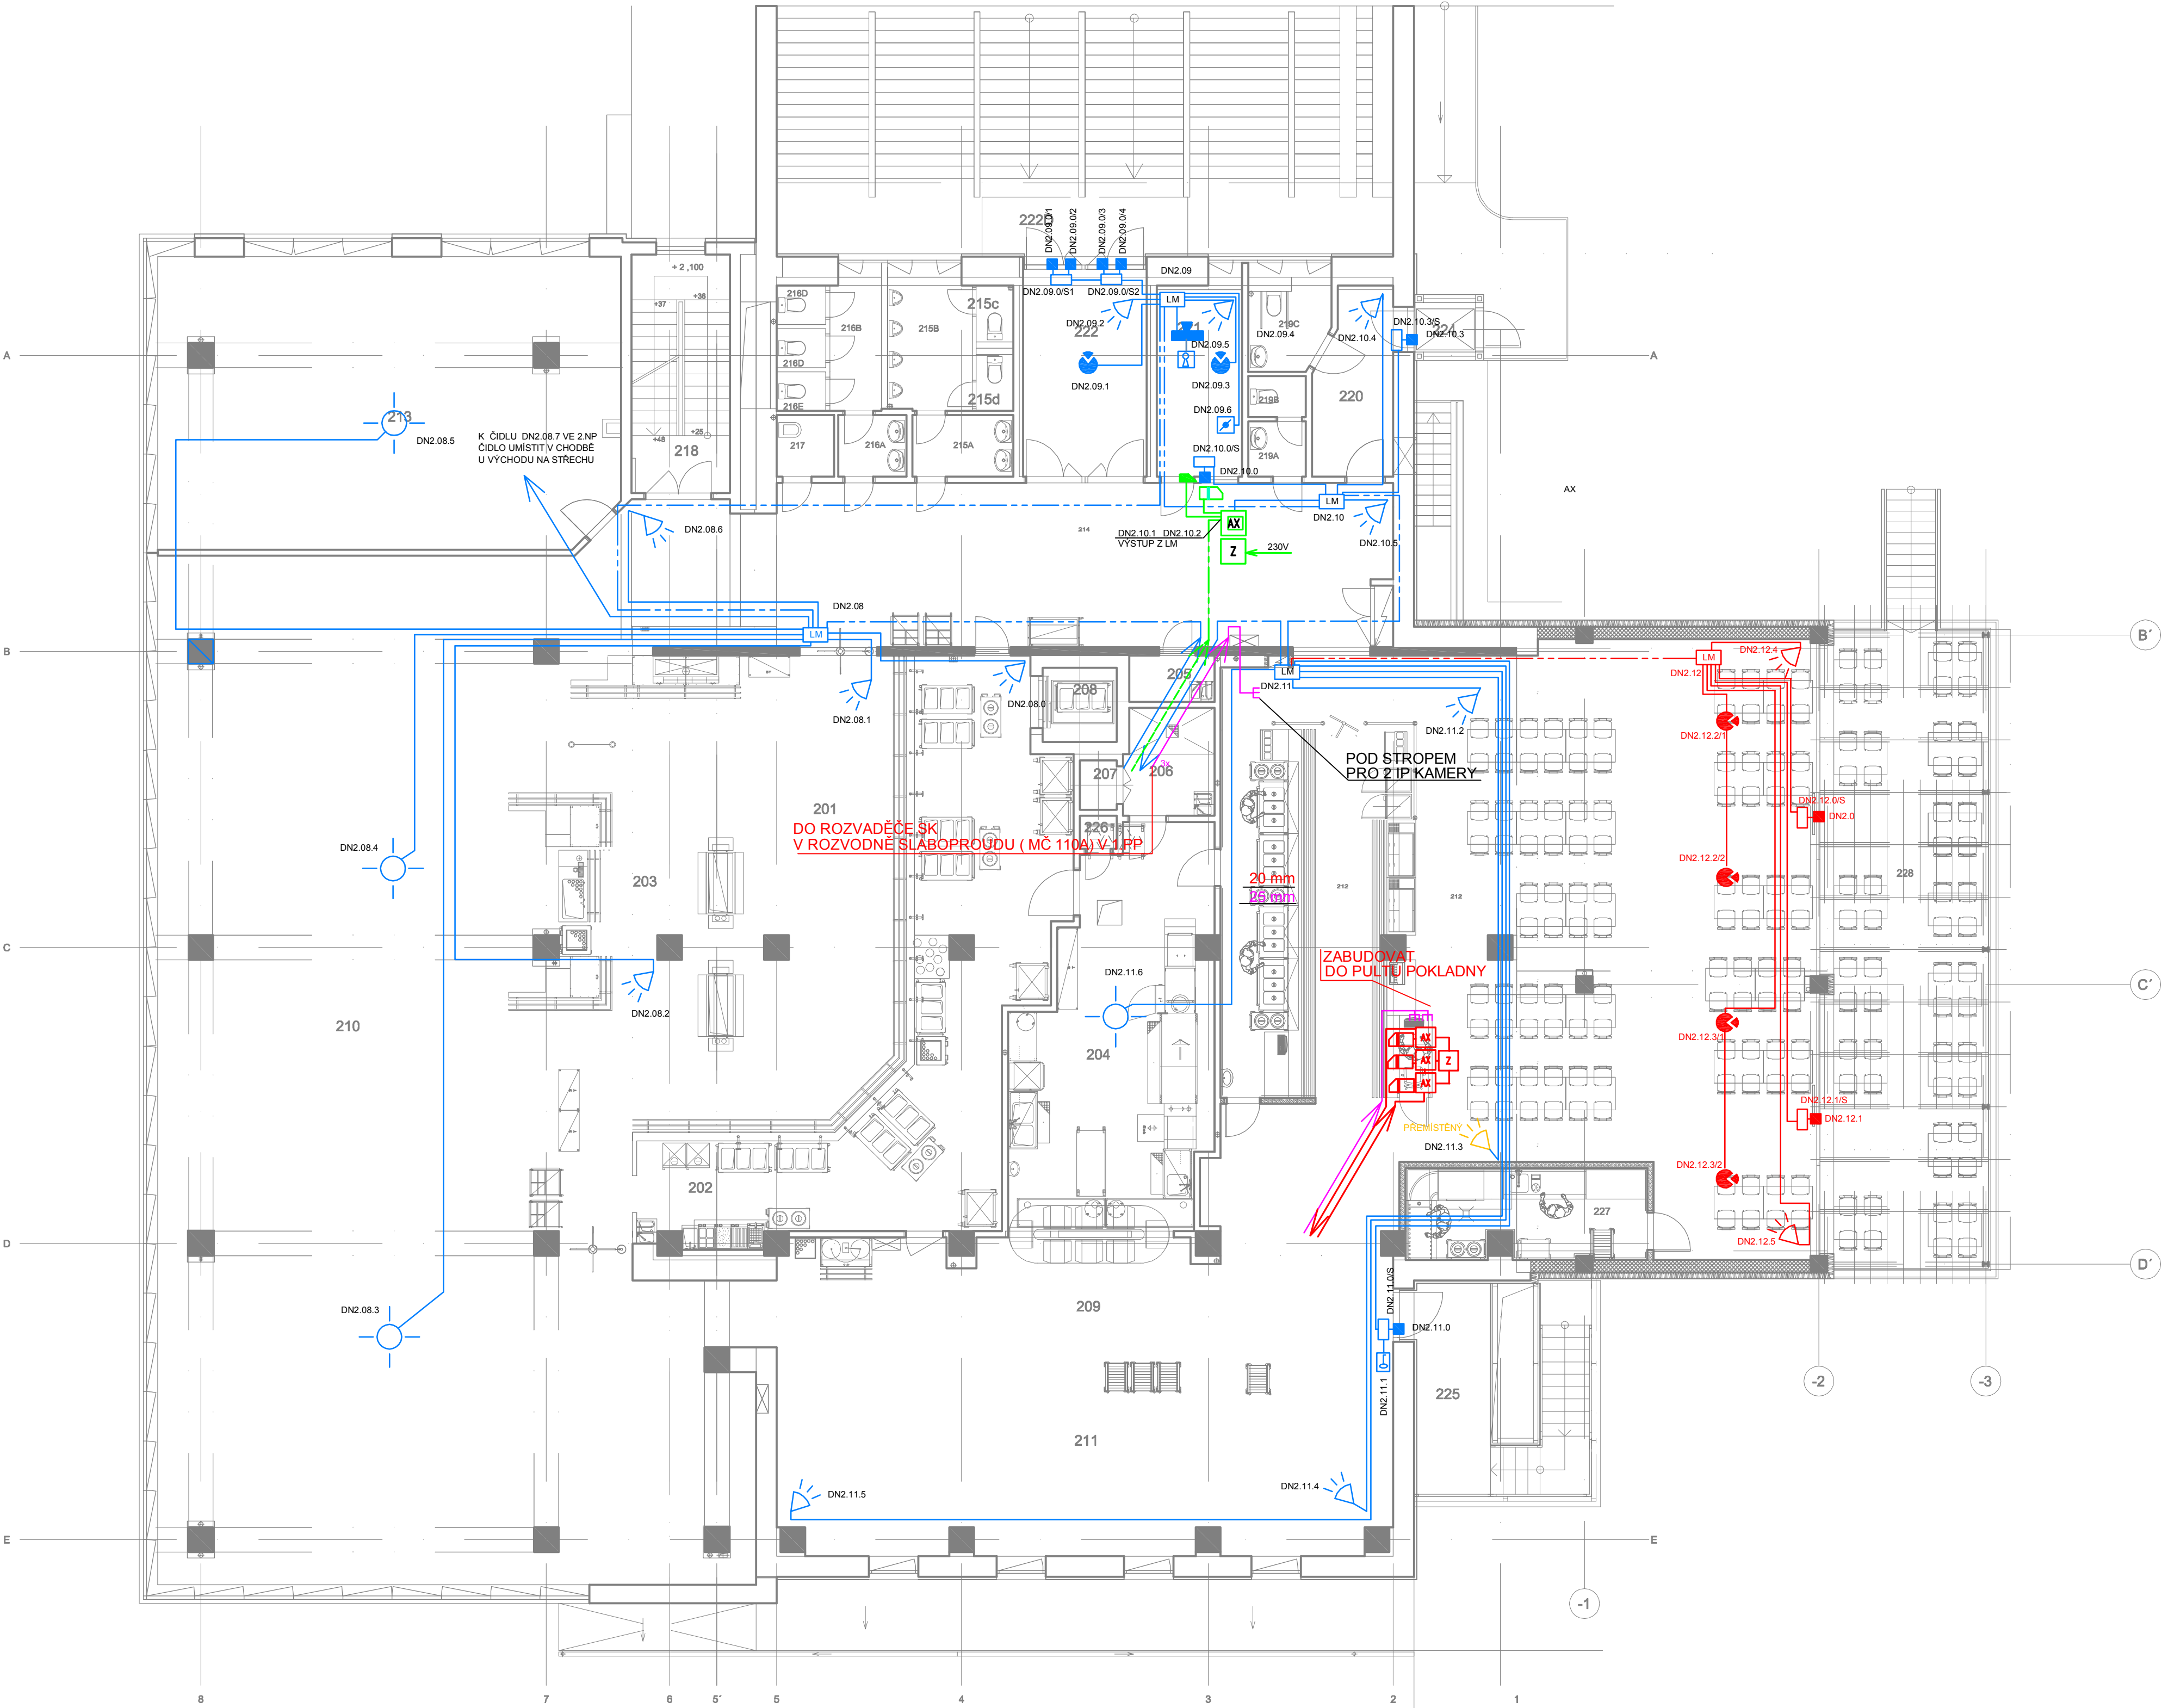 222D
DN2.09.0/1
DN2.09.0/2
DN2.09.0/3
DN2.09.0/4
DN2.09
+ 2 ,100
+37
+36
+48
+25
218
216D
216D
216E
216B
215B
215c
215d
217
216A
215A
DN2.09.0/S1
DN2.09.0/S2
LM
DN2.09.2
222
DN2.09.1
DN2.09.5
DN2.09.3
DN2.09.4
DN2.09.6
219C
219B
219A
DN2.10.4
220
DN2.10.3/S
DN2.10.3
224
A
A
213
DN2.08.5
K ČIDLU DN2.08.7 VE 2.NP
ČIDLO UMÍSTIT V CHODBĚ
U VÝCHODU NA STŘECHU
DN2.08.6
DN2.10.0/S
DN2.10.0
LM
DN2.10
DN2.10.5
AX
AX
Z
230V
214
DN2.10.1 DN2.10.2
VÝSTUP Z LM
DN2.08
LM
B
B´
DN2.08.1
DN2.08.0
208
205
LM
DN2.11
DN2.11.2
LM
DN2.12
DN2.12.4
DN2.12.2/1
POD STROPEM
PRO 2 IP KAMERY
207
3x
206
201
226
DO ROZVADĚČE SK
V ROZVODNĚ SLABOPROUDU ( MČ 110A) V 1.PP
DN2.12.0/S
DN2.0
DN2.08.4
203
20 mm
25 mm
212
212
DN2.12.2/2
228
C
C´
ZABUDOVAT
DO PULTU POKLADNY
DN2.08.2
210
DN2.11.6
204
AX
AX
AX
Z
DN2.12.3/1
DN2.12.1/S
DN2.12.1
PŘEMÍSTĚNÝ
DN2.11.3
DN2.12.3/2
202
227
D
DN2.12.5
D´
DN2.08.3
209
DN2.11.0/S
DN2.11.0
DN2.11.1
225
-2
-3
211
DN2.11.5
DN2.11.4
E
E
-1
8
7
6
5´
5
4
3
2
1